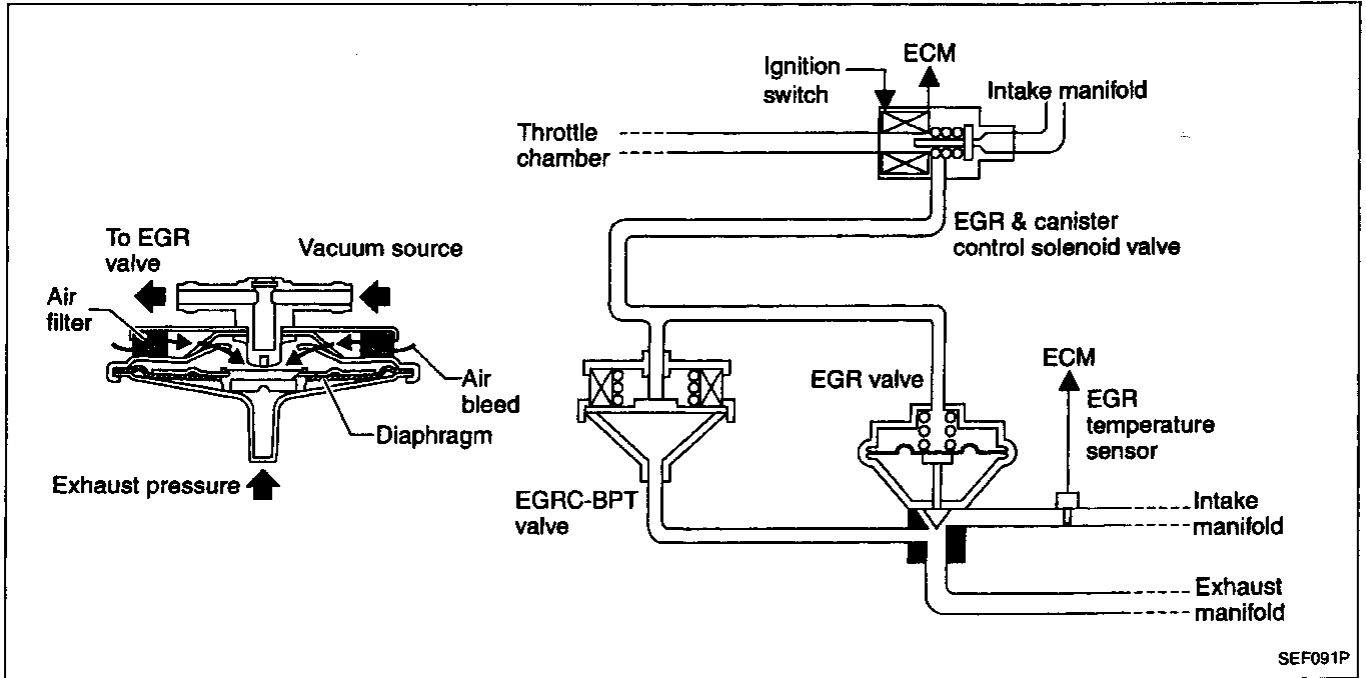 ECM
Ignition
switch
Intake manifold
Throttle
chamber
EGR & canister
control solenoid valve
To EGR
valve
Vacuum source
Air
filter
Air
bleed
Diaphragm
Exhaust pressure
EGRC-BPT
valve
EGR valve
ECM
EGR
temperature
sensor
Intake
manifold
Exhaust
manifold
SEF091P